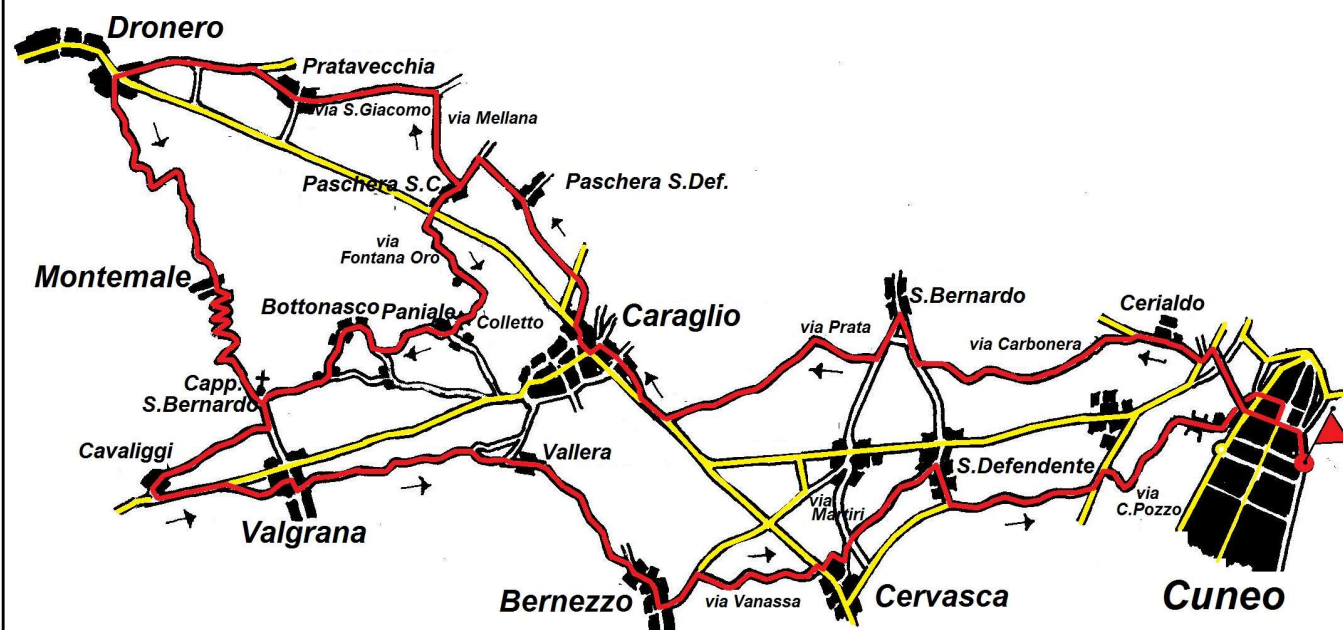 Dronero
Pratavecchia
via S.Giacomo
via Mellana
Paschera S.C.
Paschera S.Def.
via
Fontana Oro
Montemale
Bottonasco
Paniale
Colletto
Caraglio
S.Bernardo
Cerialdo
via Prata
via Carbonera
Capp.
S.Bernardo
Cavaliggi
Vallera
S.Defendente
via
Martiri
via
C.Pozzo
Valgrana
Bernezzo
via Vanassa
Cervasca
Cuneo